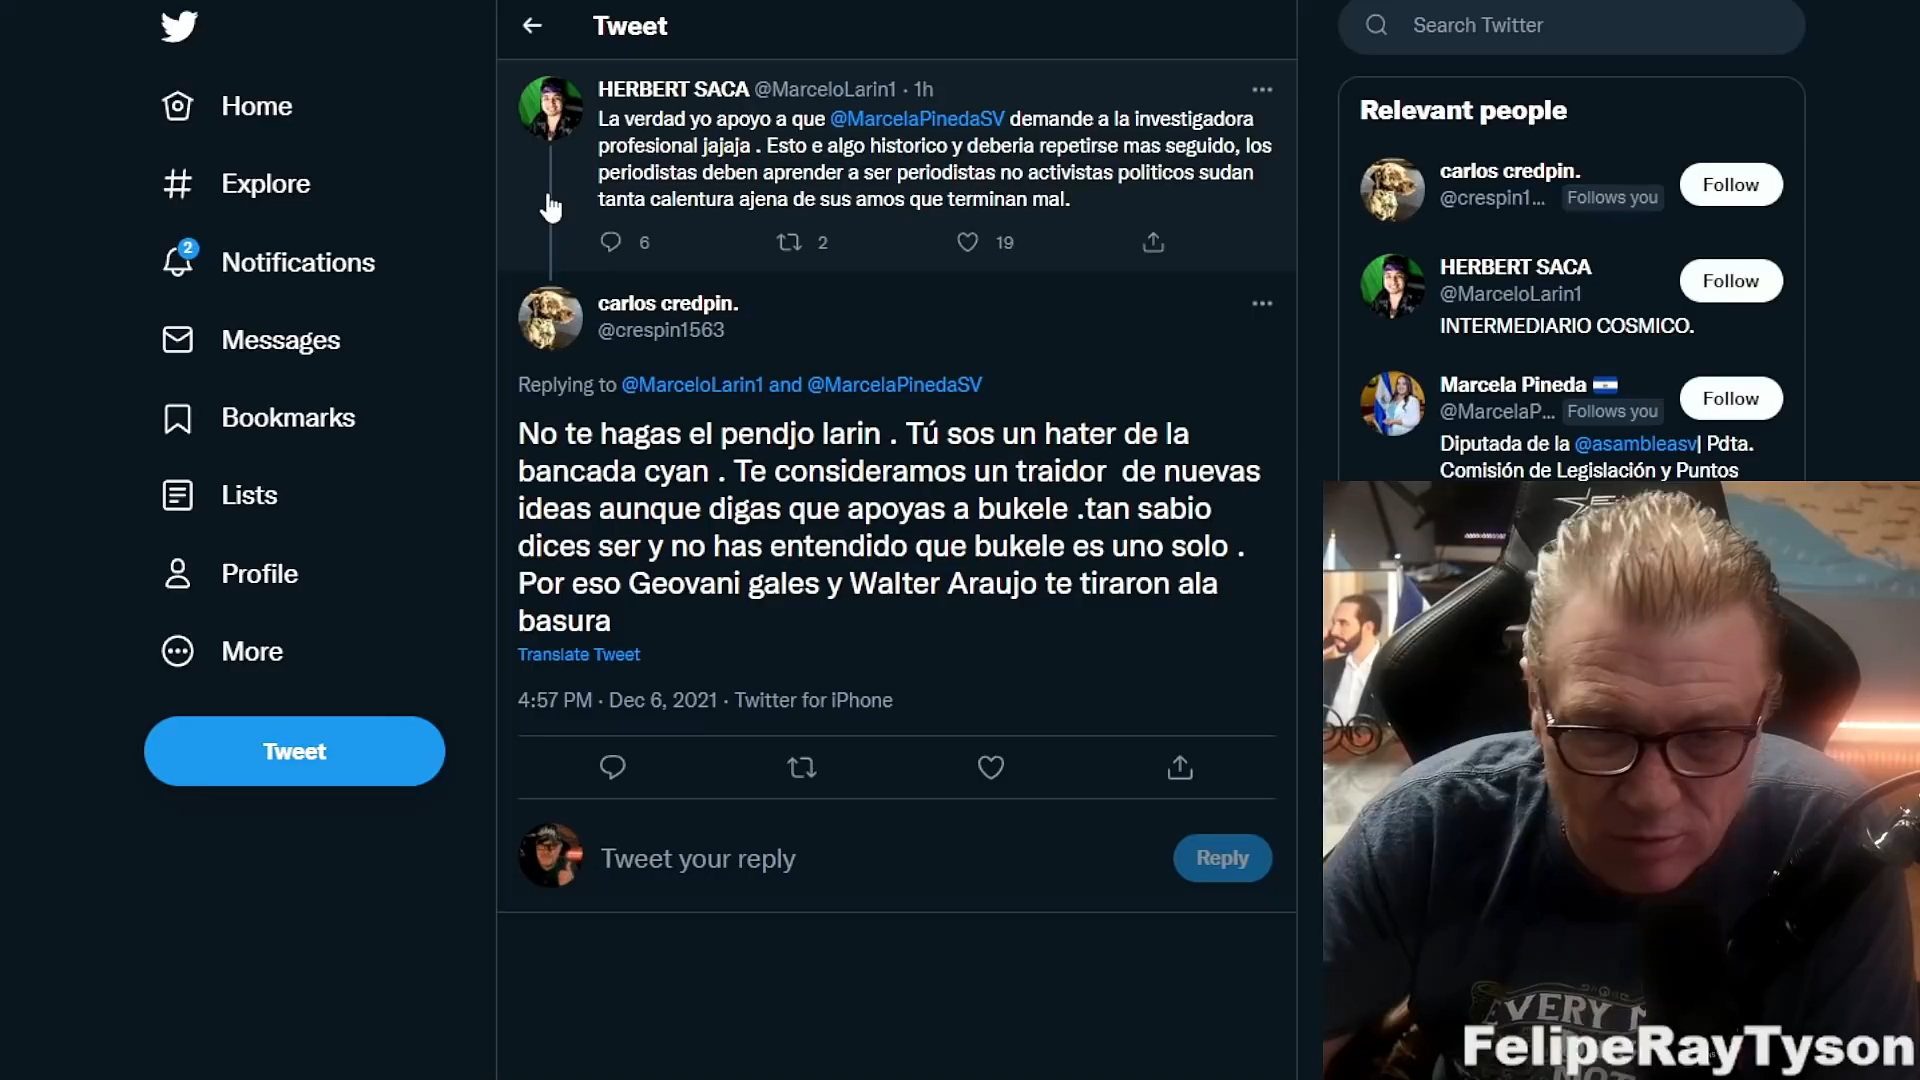 Tweet
Search Twitter
Home
Explore
2
Notifications
Messages
Bookmarks
Lists
Profile
More
Tweet
HERBERT SACA @MarceloLarin1 · 1h
La verdad yo apoyo a que @MarcelaPinedaSV demande a la investigadora
profesional jajaja . Esto e algo historico y deberia repetirse mas seguido, los
periodistas deben aprender a ser periodistas no activistas politicos sudan
tanta calentura ajena de sus amos que terminan mal.
6 2 19
carlos credpin.
@crespin1563
Replying to @MarceloLarin1 and @MarcelaPinedaSV
No te hagas el pendjo larin . Tú sos un hater de la
bancada cyan . Te consideramos un traidor de nuevas
ideas aunque digas que apoyas a bukele .tan sabio
dices ser y no has entendido que bukele es uno solo .
Por eso Geovani gales y Walter Araujo te tiraron ala
basura
Translate Tweet
4:57 PM · Dec 6, 2021 · Twitter for iPhone
Tweet your reply
Reply
Relevant people
carlos credpin.
@crespin1... Follows you
Follow
HERBERT SACA
@MarceloLarin1
Follow
INTERMEDIARIO COSMICO.
Marcela Pineda
@MarcelaP... Follows you
Follow
Diputada de la @asambleasv| Pdta.
Comisión de Legislación y Puntos
EVERY
FelipeRayTyson